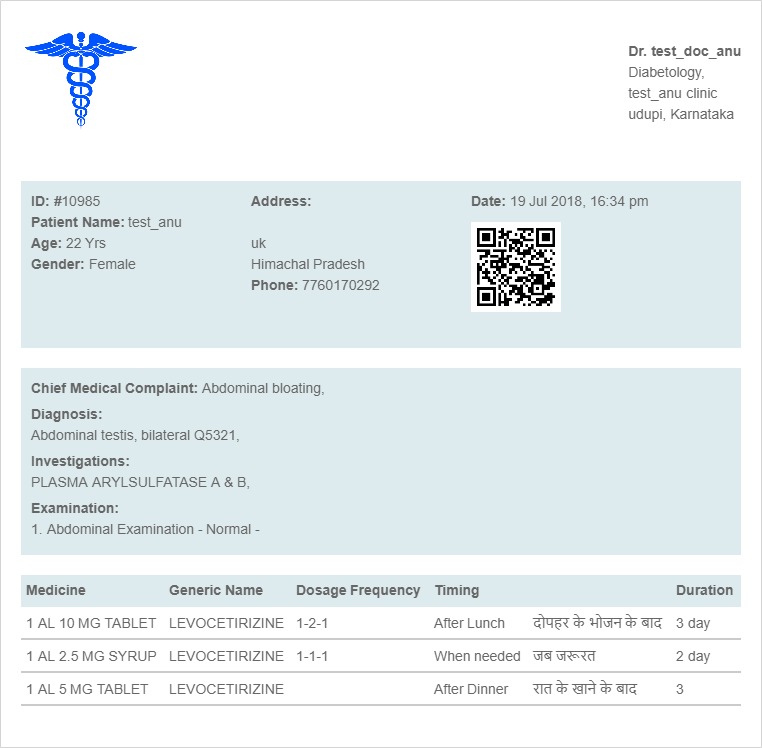 Dr. test_doc_anu
Diabetology,
test_anu clinic
udupi, Karnataka
ID: #10985
Patient Name: test_anu
Age: 22 Yrs
Gender: Female
Address:
uk
Himachal Pradesh
Phone: 7760170292
Date: 19 Jul 2018, 16:34 pm
Chief Medical Complaint: Abdominal bloating,
Diagnosis:
Abdominal testis, bilateral Q5321,
Investigations:
PLASMA ARYLSULFATASE A & B,
Examination:
1. Abdominal Examination - Normal -
Medicine Generic Name Dosage Frequency Timing Duration
1 AL 10 MG TABLET LEVOCETIRIZINE 1-2-1 After Lunch दोपहर के भोजन के बाद 3 day
1 AL 2.5 MG SYRUP LEVOCETIRIZINE 1-1-1 When needed जब जरूरत 2 day
1 AL 5 MG TABLET LEVOCETIRIZINE After Dinner रात के खाने के बाद 3